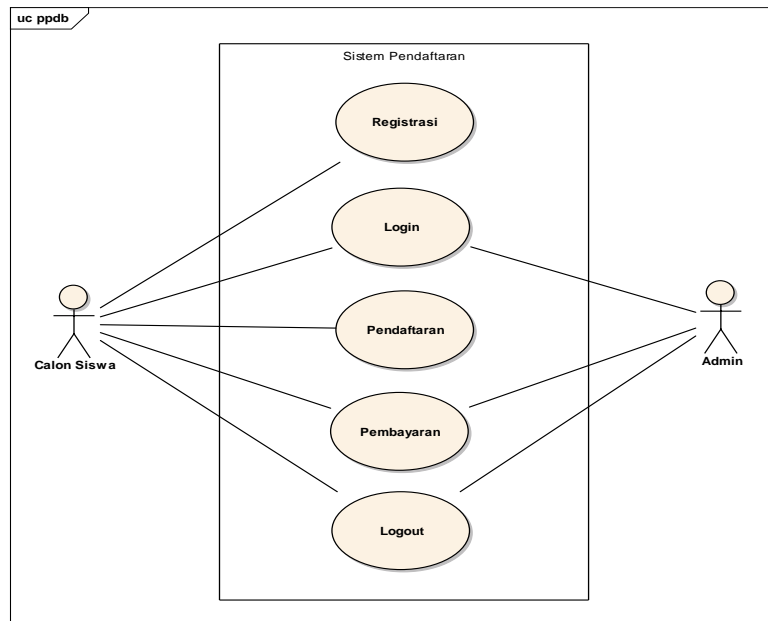 uc ppdb
Sistem Pendaftaran
Registrasi
Login
Pendaftaran
Calon Siswa
Admin
Pembayaran
Logout